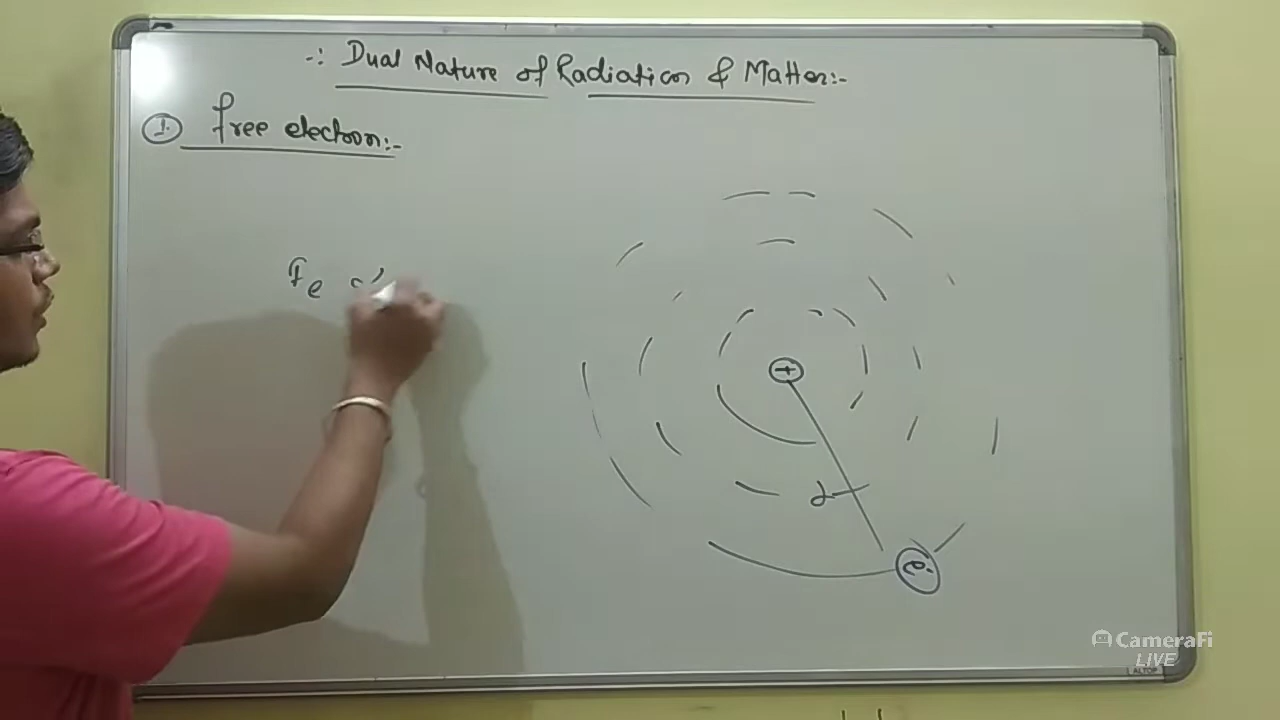 -: Dual Nature of Radiation & Matter:-
1. free electron:-
Fe α
+
r
e-
CameraFi
LIVE